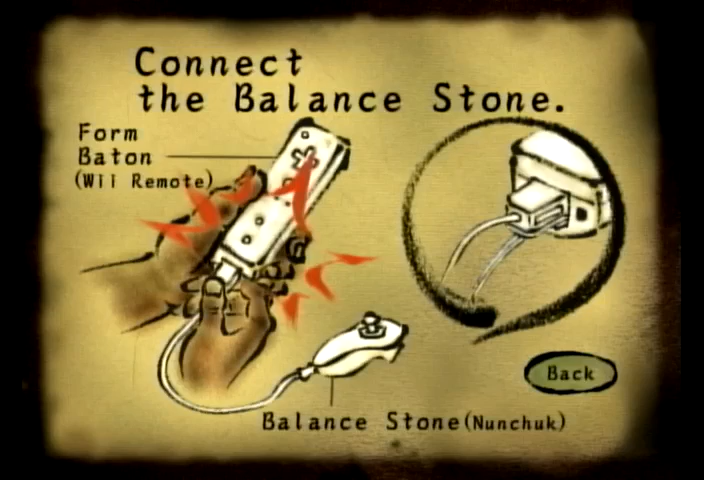 Connect
the Balance Stone.
Form
Baton
(Wii Remote)
Back
Balance Stone(Nunchuk)